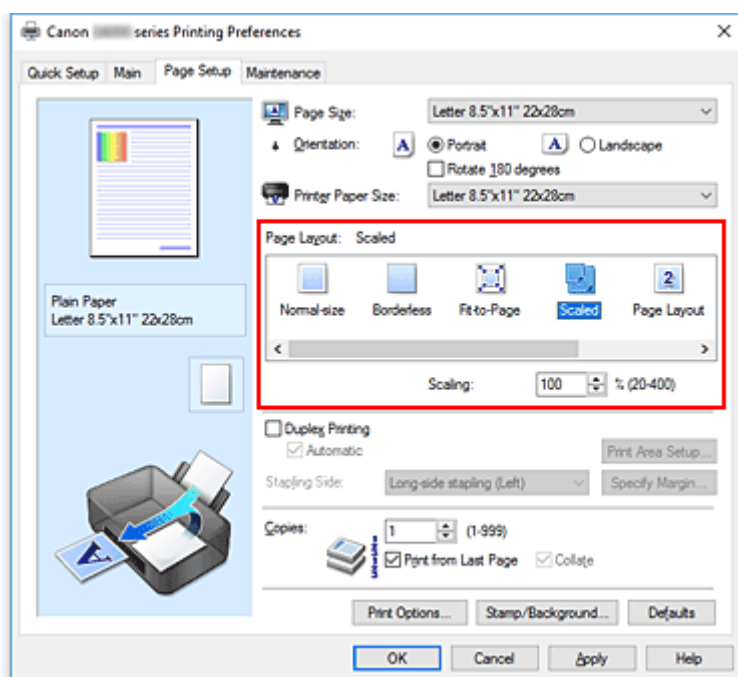 Canon series Printing Preferences
Quick Setup Main Page Setup Maintenance
Page Size: Letter 8.5"x11" 22x28cm
Orientation: A Portrait A Landscape
Rotate 180 degrees
Printer Paper Size: Letter 8.5"x11" 22x28cm
Page Layout: Scaled
Normal-size Borderless Fit-to-Page Scaled 2 Page Layout
Scaling: 100 % (20-400)
Plain Paper
Letter 8.5"x11" 22x28cm
Duplex Printing
Automatic Print Area Setup...
Stapling Side: Long-side stapling (Left) Specify Margin...
Copies: 1 (1-999)
Print from Last Page Collate
A
Print Options... Stamp/Background... Defaults
OK Cancel Apply Help